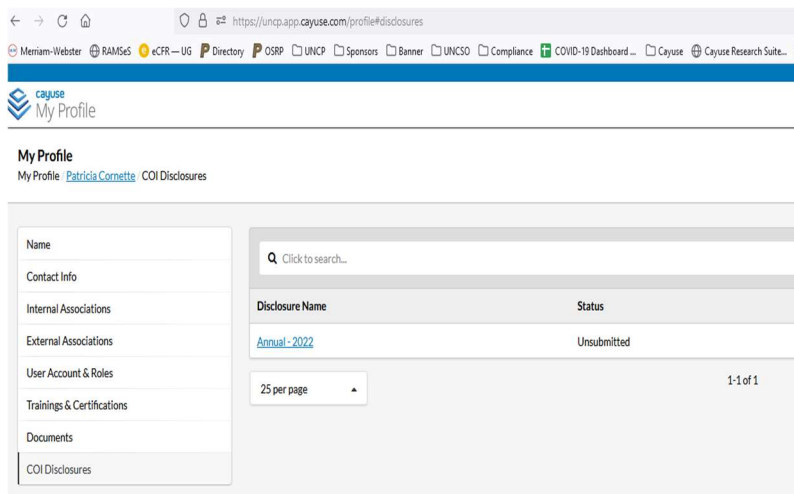 https://uncp.app.cayuse.com/profile#disclosures
Merriam-Webster RAMSeS eCFR — UG Directory OSRP UNCP Sponsors Banner UNCSO Compliance COVID-19 Dashboard ... Cayuse Cayuse Research Suite...
cayuse
My Profile
My Profile
My Profile / Patricia Cornette / COI Disclosures
Name
Click to search...
Contact Info
Internal Associations
Disclosure Name Status
External Associations
Annual - 2022 Unsubmitted
User Account & Roles
25 per page 1-1 of 1
Trainings & Certifications
Documents
COI Disclosures